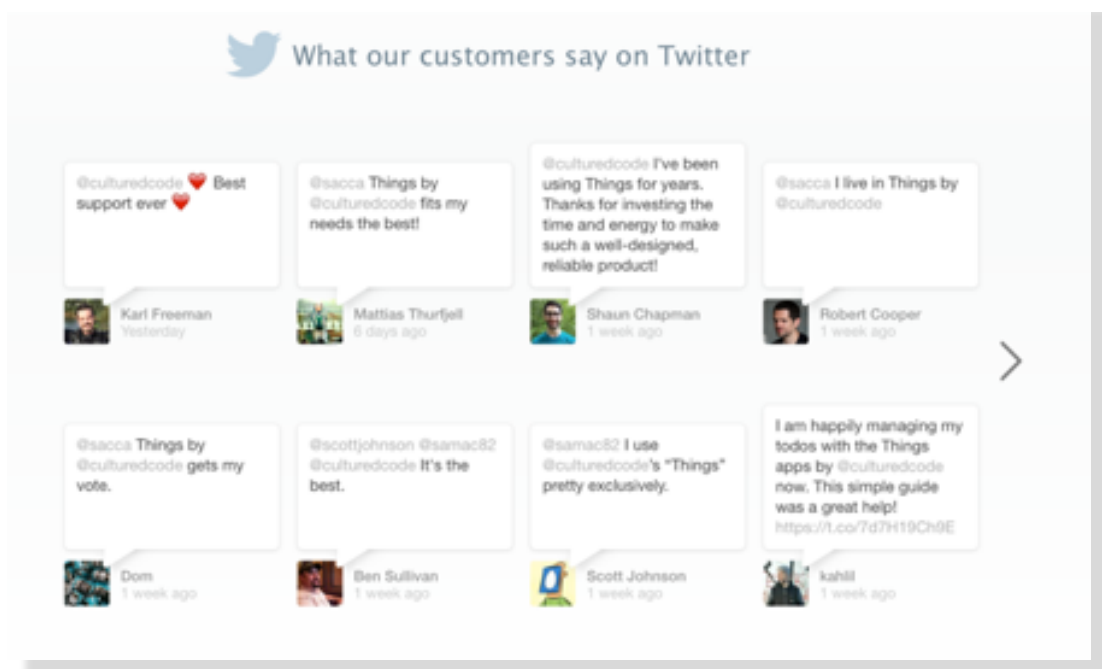 What our customers say on Twitter
@culturedcode ❤️ Best
support ever ❤️
Karl Freeman
Yesterday
@sacca Things by
@culturedcode fits my
needs the best!
Mattias Thurfjell
6 days ago
@culturedcode I've been
using Things for years.
Thanks for investing the
time and energy to make
such a well-designed,
reliable product!
Shaun Chapman
1 week ago
@sacca I live in Things by
@culturedcode
Robert Cooper
1 week ago
@sacca Things by
@culturedcode gets my
vote.
Dom
1 week ago
@scottjohnson @samac82
@culturedcode It's the
best.
Ben Sullivan
1 week ago
@samac82 I use
@culturedcode's "Things"
pretty exclusively.
Scott Johnson
1 week ago
I am happily managing my
todos with the Things
apps by @culturedcode
now. This simple guide
was a great help!
https://t.co/7d7H19Ch9E
kahlil
1 week ago